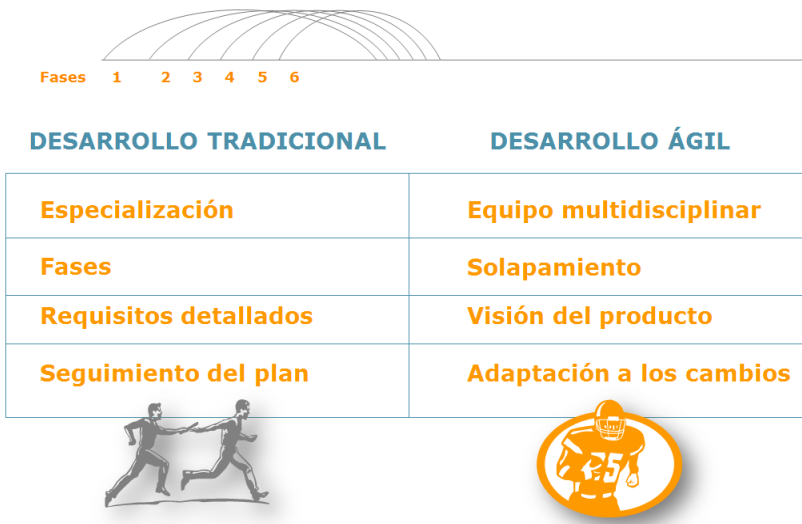 Fases 1 2 3 4 5 6
DESARROLLO TRADICIONAL DESARROLLO ÁGIL
Especialización Equipo multidisciplinar
Fases Solapamiento
Requisitos detallados Visión del producto
Seguimiento del plan Adaptación a los cambios
75